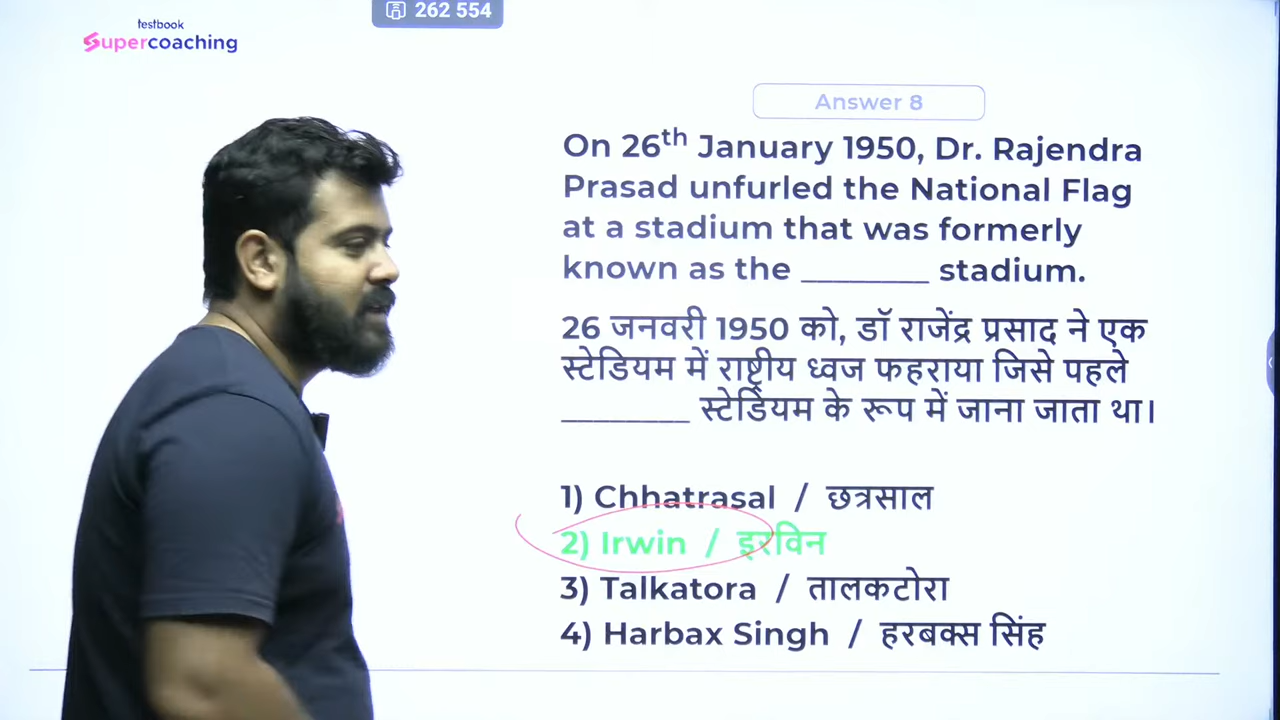 262 554
testbook
Supercoaching
Answer 8
On 26th January 1950, Dr. Rajendra
Prasad unfurled the National Flag
at a stadium that was formerly
known as the ________ stadium.
26 जनवरी 1950 को, डॉ राजेंद्र प्रसाद ने एक
स्टेडियम में राष्ट्रीय ध्वज फहराया जिसे पहले
________ स्टेडियम के रूप में जाना जाता था।
1) Chhatrasal / छत्रसाल
2) Irwin / इरविन
3) Talkatora / तालकटोरा
4) Harbax Singh / हरबक्स सिंह